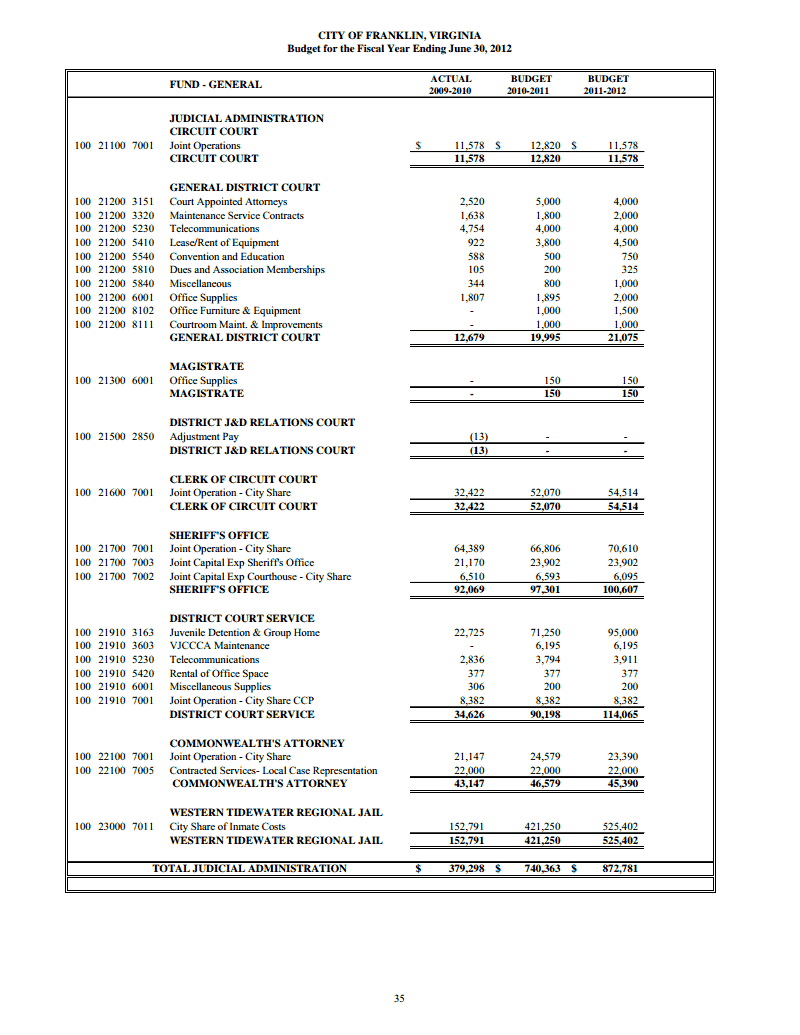 CITY OF FRANKLIN, VIRGINIA
Budget for the Fiscal Year Ending June 30, 2012
FUND - GENERAL ACTUAL 2009-2010 BUDGET 2010-2011 BUDGET 2011-2012
JUDICIAL ADMINISTRATION
CIRCUIT COURT
100 21100 7001 Joint Operations $ 11,578 $ 12,820 $ 11,578
CIRCUIT COURT 11,578 12,820 11,578
GENERAL DISTRICT COURT
100 21200 3151 Court Appointed Attorneys 2,520 5,000 4,000
100 21200 3320 Maintenance Service Contracts 1,638 1,800 2,000
100 21200 5230 Telecommunications 4,754 4,000 4,000
100 21200 5410 Lease/Rent of Equipment 922 3,800 4,500
100 21200 5540 Convention and Education 588 500 750
100 21200 5810 Dues and Association Memberships 105 200 325
100 21200 5840 Miscellaneous 344 800 1,000
100 21200 6001 Office Supplies 1,807 1,895 2,000
100 21200 8102 Office Furniture & Equipment - 1,000 1,500
100 21200 8111 Courtroom Maint. & Improvements - 1,000 1,000
GENERAL DISTRICT COURT 12,679 19,995 21,075
MAGISTRATE
100 21300 6001 Office Supplies - 150 150
MAGISTRATE - 150 150
DISTRICT J&D RELATIONS COURT
100 21500 2850 Adjustment Pay (13) - -
DISTRICT J&D RELATIONS COURT (13) - -
CLERK OF CIRCUIT COURT
100 21600 7001 Joint Operation - City Share 32,422 52,070 54,514
CLERK OF CIRCUIT COURT 32,422 52,070 54,514
SHERIFF'S OFFICE
100 21700 7001 Joint Operation - City Share 64,389 66,806 70,610
100 21700 7003 Joint Capital Exp Sheriff's Office 21,170 23,902 23,902
100 21700 7002 Joint Capital Exp Courthouse - City Share 6,510 6,593 6,095
SHERIFF'S OFFICE 92,069 97,301 100,607
DISTRICT COURT SERVICE
100 21910 3163 Juvenile Detention & Group Home 22,725 71,250 95,000
100 21910 3603 VJCCCA Maintenance - 6,195 6,195
100 21910 5230 Telecommunications 2,836 3,794 3,911
100 21910 5420 Rental of Office Space 377 377 377
100 21910 6001 Miscellaneous Supplies 306 200 200
100 21910 7001 Joint Operation - City Share CCP 8,382 8,382 8,382
DISTRICT COURT SERVICE 34,626 90,198 114,065
COMMONWEALTH'S ATTORNEY
100 22100 7001 Joint Operation - City Share 21,147 24,579 23,390
100 22100 7005 Contracted Services- Local Case Representation 22,000 22,000 22,000
COMMONWEALTH'S ATTORNEY 43,147 46,579 45,390
WESTERN TIDEWATER REGIONAL JAIL
100 23000 7011 City Share of Inmate Costs 152,791 421,250 525,402
WESTERN TIDEWATER REGIONAL JAIL 152,791 421,250 525,402
TOTAL JUDICIAL ADMINISTRATION $ 379,298 $ 740,363 $ 872,781
35